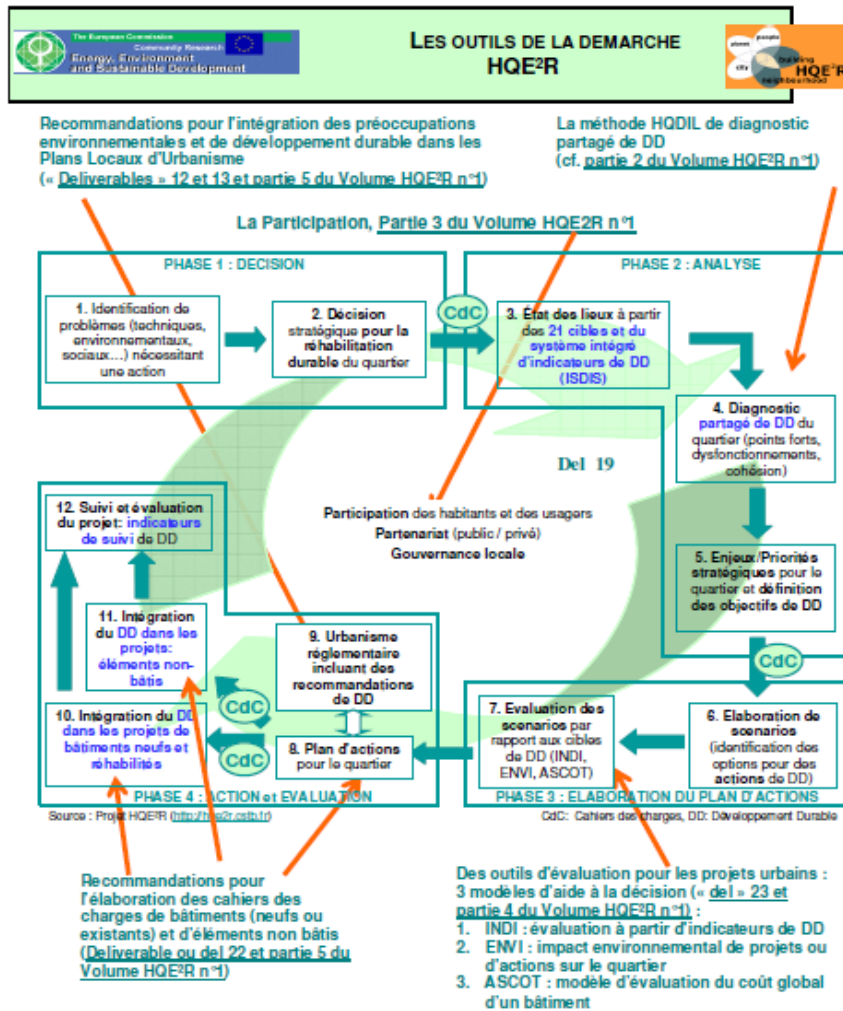 The European Commission
Community Research
Energy, Environment
and Sustainable Development
LES OUTILS DE LA DEMARCHE
HQE²R
planet
people
city
building
HQE²R
neighbourhood
Recommandations pour l'intégration des préoccupations
environnementales et de développement durable dans les
Plans Locaux d'Urbanisme
(« Deliverables » 12 et 13 et partie 5 du Volume HQE²R n°1)
La méthode HQDIL de diagnostic
partagé de DD
(cf. partie 2 du Volume HQE²R n°1)
La Participation, Partie 3 du Volume HQE2R n°1
PHASE 1 : DECISION
1. Identification de
problèmes (techniques,
environnementaux,
sociaux…) nécessitant
une action
2. Décision
stratégique pour la
réhabilitation
durable du quartier
CdC
PHASE 2 : ANALYSE
3. État des lieux à partir
des 21 cibles et du
système intégré
d'indicateurs de DD
(ISDIS)
4. Diagnostic
partagé de DD du
quartier (points forts,
dysfonctionnements,
cohésion)
Del 19
Participation des habitants et des usagers
Partenariat (public / privé)
Gouvernance locale
5. Enjeux/Priorités
stratégiques pour le
quartier et définition
des objectifs de DD
CdC
12. Suivi et évaluation
du projet: indicateurs
de suivi de DD
11. Intégration
du DD dans les
projets:
éléments non-
bâtis
9. Urbanisme
réglementaire
incluant des
recommandations
de DD
CdC
10. Intégration du DD
dans les projets de
bâtiments neufs et
réhabilités
CdC
8. Plan d'actions
pour le quartier
7. Evaluation des
scenarios par
rapport aux cibles
de DD (INDI,
ENVI, ASCOT)
6. Elaboration de
scenarios
(identification des
options pour des
actions de DD)
PHASE 4 : ACTION et EVALUATION
PHASE 3 : ELABORATION DU PLAN D'ACTIONS
Source : Projet HQE²R (http://hqe2r.cstb.fr)
CdC: Cahiers des charges, DD: Développement Durable
Recommandations pour
l'élaboration des cahiers des
charges de bâtiments (neufs ou
existants) et d'éléments non bâtis
(Deliverable ou del 22 et partie 5 du
Volume HQE²R n°1)
Des outils d'évaluation pour les projets urbains :
3 modèles d'aide à la décision (« del » 23 et
partie 4 du Volume HQE²R n°1) :
1. INDI : évaluation à partir d'indicateurs de DD
2. ENVI : impact environnemental de projets ou
d'actions sur le quartier
3. ASCOT : modèle d'évaluation du coût global
d'un bâtiment